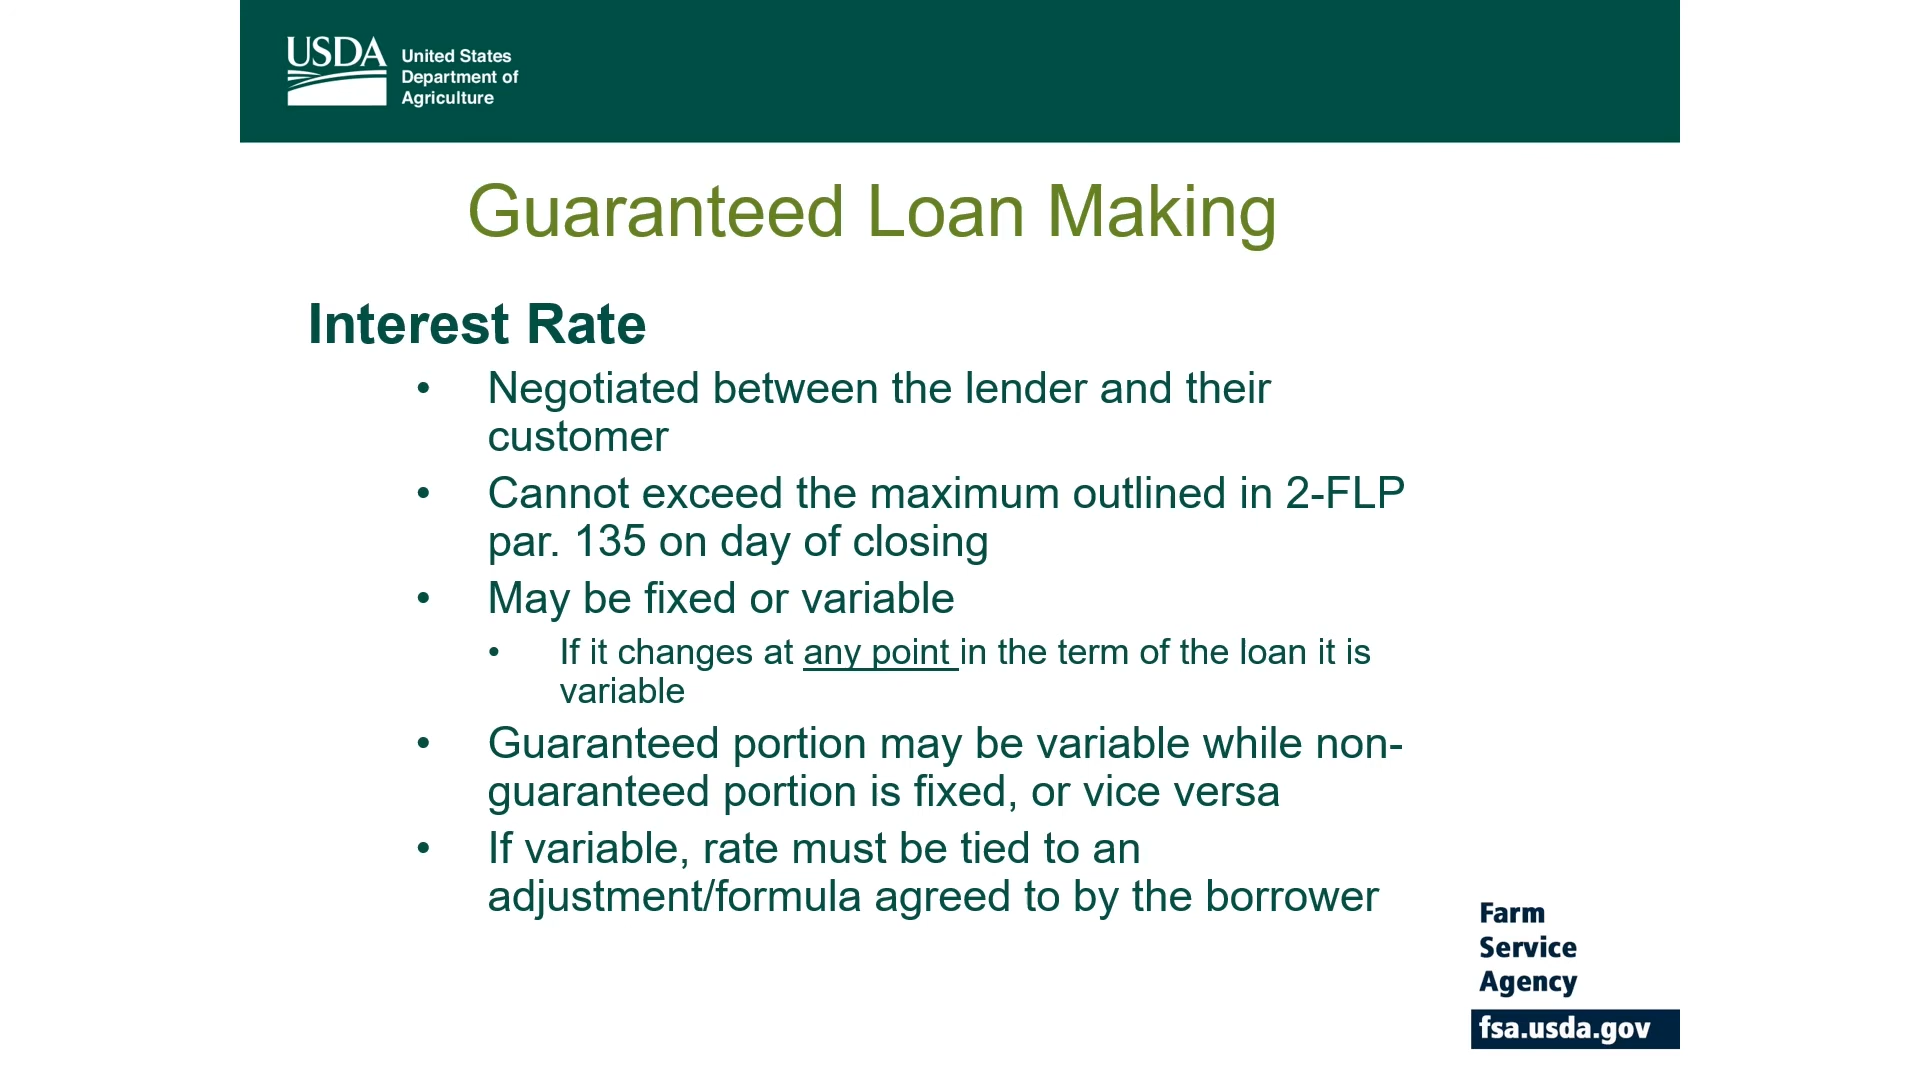 USDA
United States
Department of
Agriculture
Guaranteed Loan Making
Interest Rate
• Negotiated between the lender and their
customer
• Cannot exceed the maximum outlined in 2-FLP
par. 135 on day of closing
• May be fixed or variable
• If it changes at any point in the term of the loan it is
variable
• Guaranteed portion may be variable while non-
guaranteed portion is fixed, or vice versa
• If variable, rate must be tied to an
adjustment/formula agreed to by the borrower
Farm
Service
Agency
fsa.usda.gov